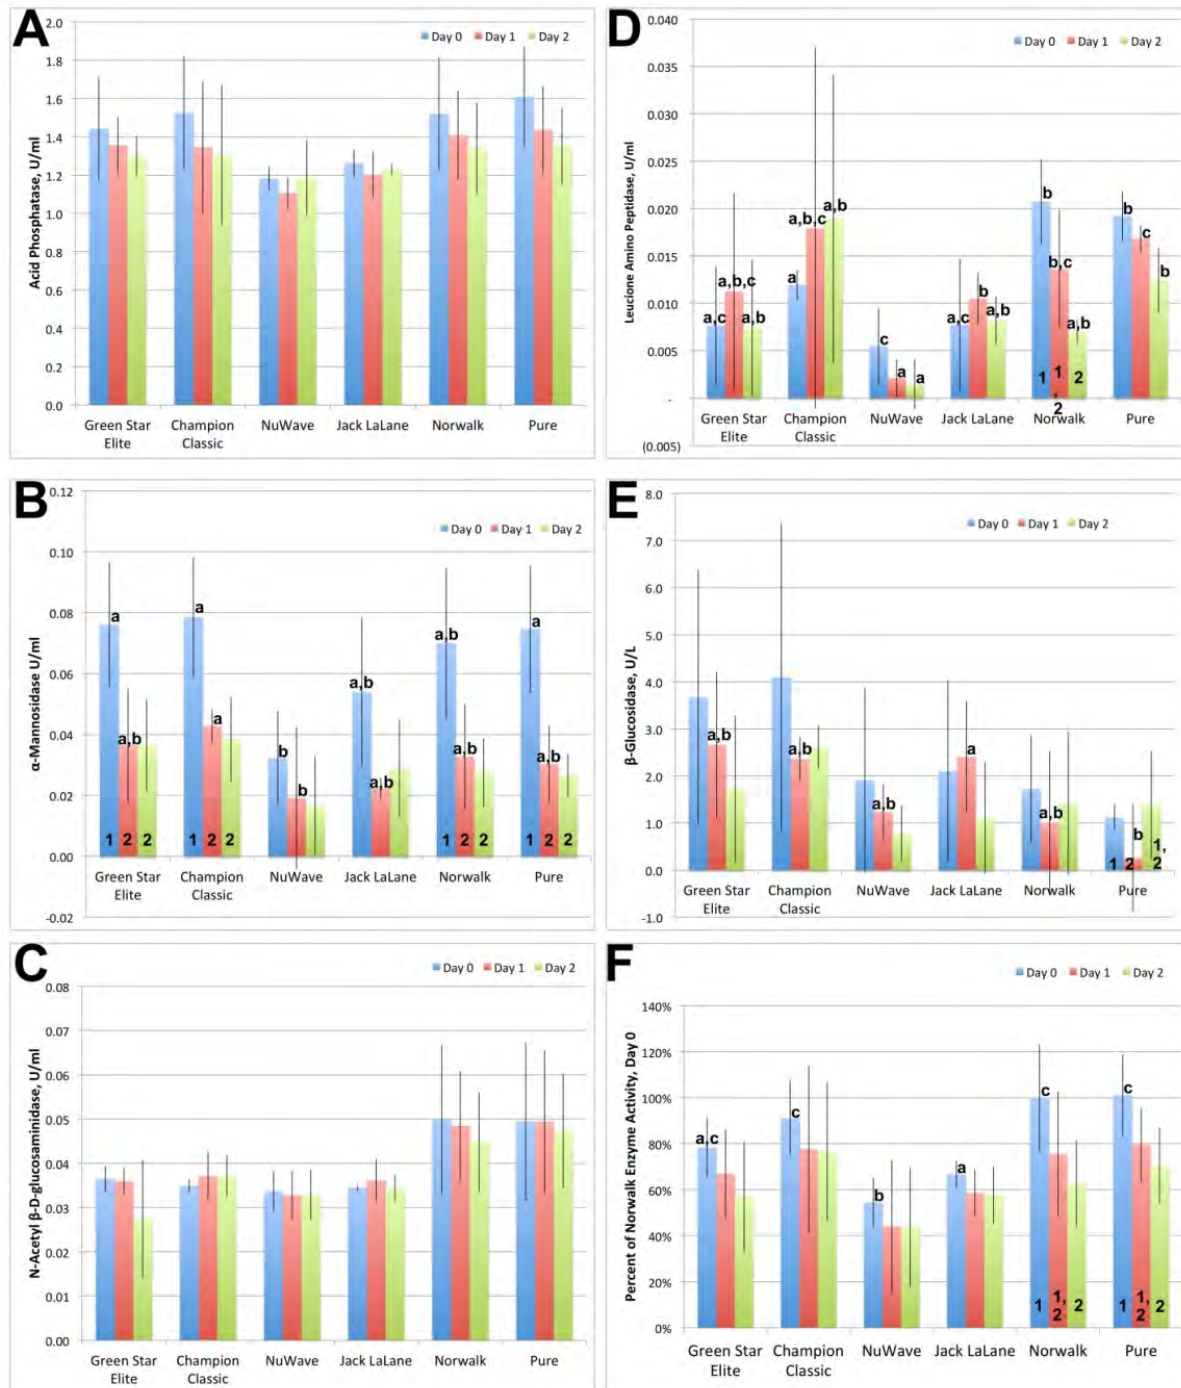 A
Day 0 Day 1 Day 2
Acid Phosphatase, U/ml
2.0
1.8
1.6
1.4
1.2
1.0
0.8
0.6
0.4
0.2
0.0
Green Star Elite
Champion Classic
NuWave
Jack LaLane
Norwalk
Pure
B
Day 0 Day 1 Day 2
α-Mannosidase U/ml
0.12
0.10
0.08
0.06
0.04
0.02
0.00
-0.02
a a,b
a a
b b
a,b a,b
a,b a,b
a a,b
1 2 2
1 2 2
1 2 2
1 2 2
Green Star Elite
Champion Classic
NuWave
Jack LaLane
Norwalk
Pure
C
Day 0 Day 1 Day 2
N-Acetyl β-D-glucosaminidase, U/ml
0.08
0.07
0.06
0.05
0.04
0.03
0.02
0.01
0.00
Green Star Elite
Champion Classic
NuWave
Jack LaLane
Norwalk
Pure
D
Day 0 Day 1 Day 2
Leucione Amino Peptidase, U/ml
0.040
0.035
0.030
0.025
0.020
0.015
0.010
0.005
-
(0.005)
a,c a,b,c a,b
a a,b,c a,b
c a a
a,c b a,b
b b,c a,b
b c b
1 1,2 2
Green Star Elite
Champion Classic
NuWave
Jack LaLane
Norwalk
Pure
E
Day 0 Day 1 Day 2
β-Glucosidase, U/L
8.0
7.0
6.0
5.0
4.0
3.0
2.0
1.0
0.0
-1.0
a,b
a,b
a,b
a
a,b
b
1 2 1,2
Green Star Elite
Champion Classic
NuWave
Jack LaLane
Norwalk
Pure
F
Day 0 Day 1 Day 2
Percent of Norwalk Enzyme Activity, Day 0
140%
120%
100%
80%
60%
40%
20%
0%
a,c
c
b
a
c
c
1 1,2 2
1 1,2 2
Green Star Elite
Champion Classic
NuWave
Jack LaLane
Norwalk
Pure